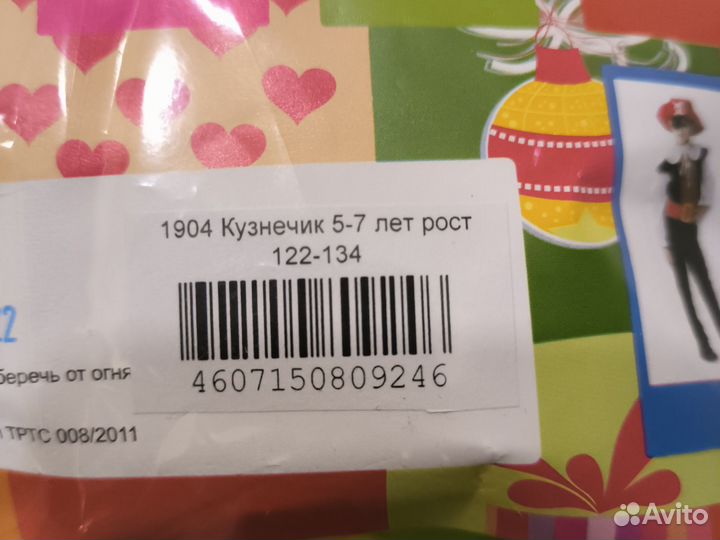 1904 Кузнечик 5-7 лет рост
122-134
4607150809246
беречь от огня
ТРТС 008/2011
Avito